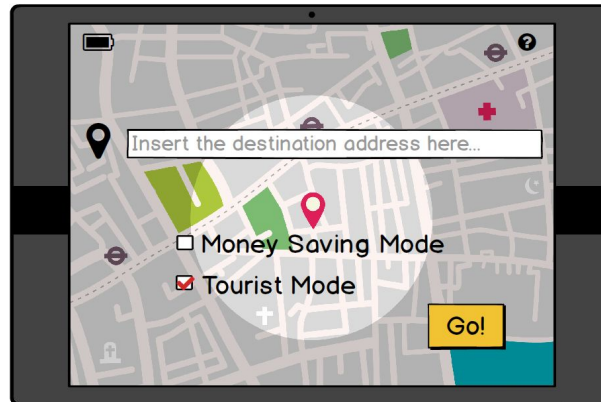 ?
Insert the destination address here...
Money Saving Mode
Tourist Mode
Go!